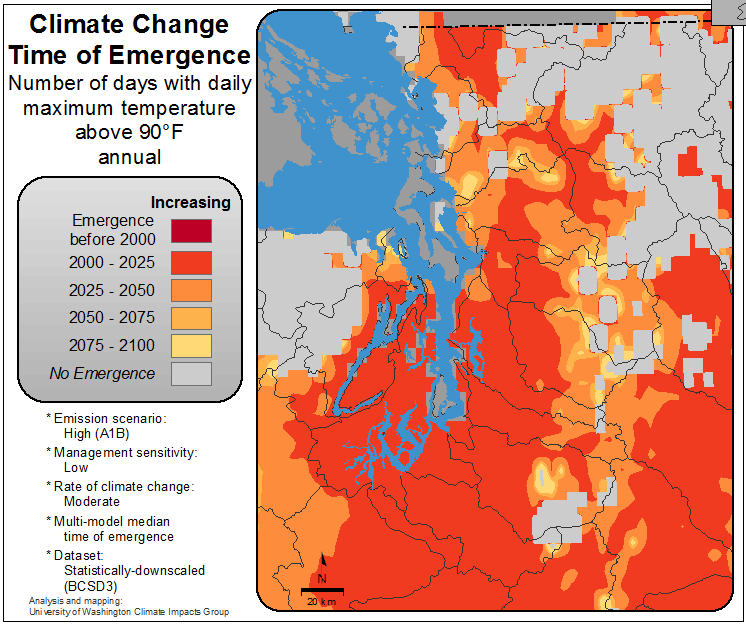 Climate Change
Time of Emergence
Number of days with daily
maximum temperature
above 90°F
annual
Increasing
Emergence
before 2000
2000 - 2025
2025 - 2050
2050 - 2075
2075 - 2100
No Emergence
* Emission scenario:
High (A1B)
* Management sensitivity:
Low
* Rate of climate change:
Moderate
* Multi-model median
time of emergence
* Dataset:
Statistically-downscaled
(BCSD3)
Analysis and mapping:
University of Washington Climate Impacts Group
N
20 km